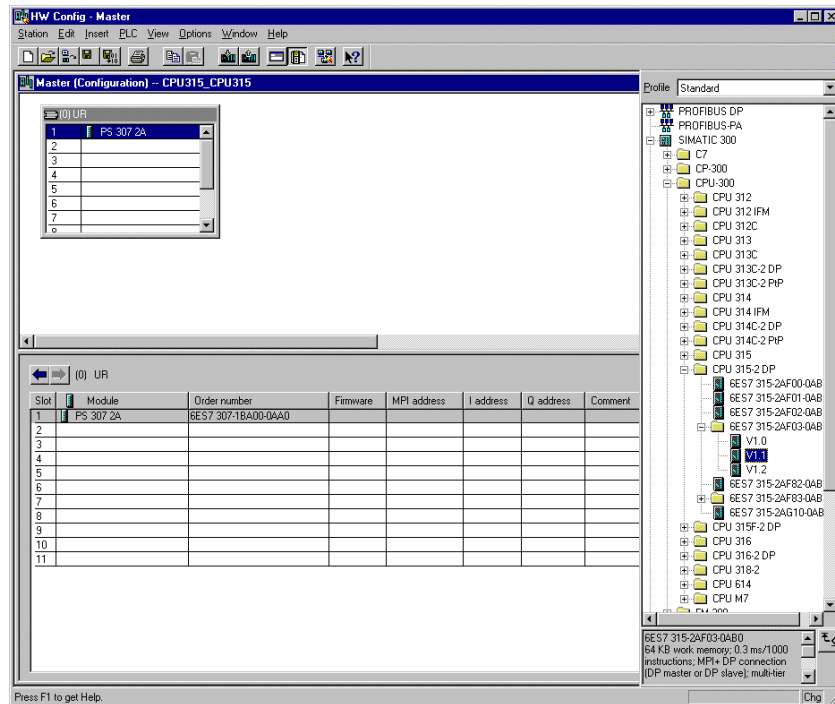 HW Config - Master
Station Edit Insert PLC View Options Window Help
Master (Configuration) -- CPU315_CPU315
(0) UR
1 PS 307 2A
2
3
4
5
6
7
(0) UR
Slot Module Order number Firmware MPI address I address Q address Comment
1 PS 307 2A 6ES7 307-1BA00-0AA0
2
3
4
5
6
7
8
9
10
11
Profile Standard
PROFIBUS DP
PROFIBUS-PA
SIMATIC 300
C7
CP-300
CPU-300
CPU 312
CPU 312 IFM
CPU 312C
CPU 313
CPU 313C
CPU 313C-2 DP
CPU 313C-2 PtP
CPU 314
CPU 314 IFM
CPU 314C-2 DP
CPU 314C-2 PtP
CPU 315
CPU 315-2 DP
6ES7 315-2AF00-0AB
6ES7 315-2AF01-0AB
6ES7 315-2AF02-0AB
6ES7 315-2AF03-0AB
V1.0
V1.1
V1.2
6ES7 315-2AF82-0AB
6ES7 315-2AF83-0AB
6ES7 315-2AG10-0AB
CPU 315F-2 DP
CPU 316
CPU 316-2 DP
CPU 318-2
CPU 614
CPU M7
6ES7 315-2AF03-0AB0
64 KB work memory; 0.3 ms/1000
instructions; MPI+ DP connection
(DP master or DP slave); multi-tier
Press F1 to get Help.
Chg